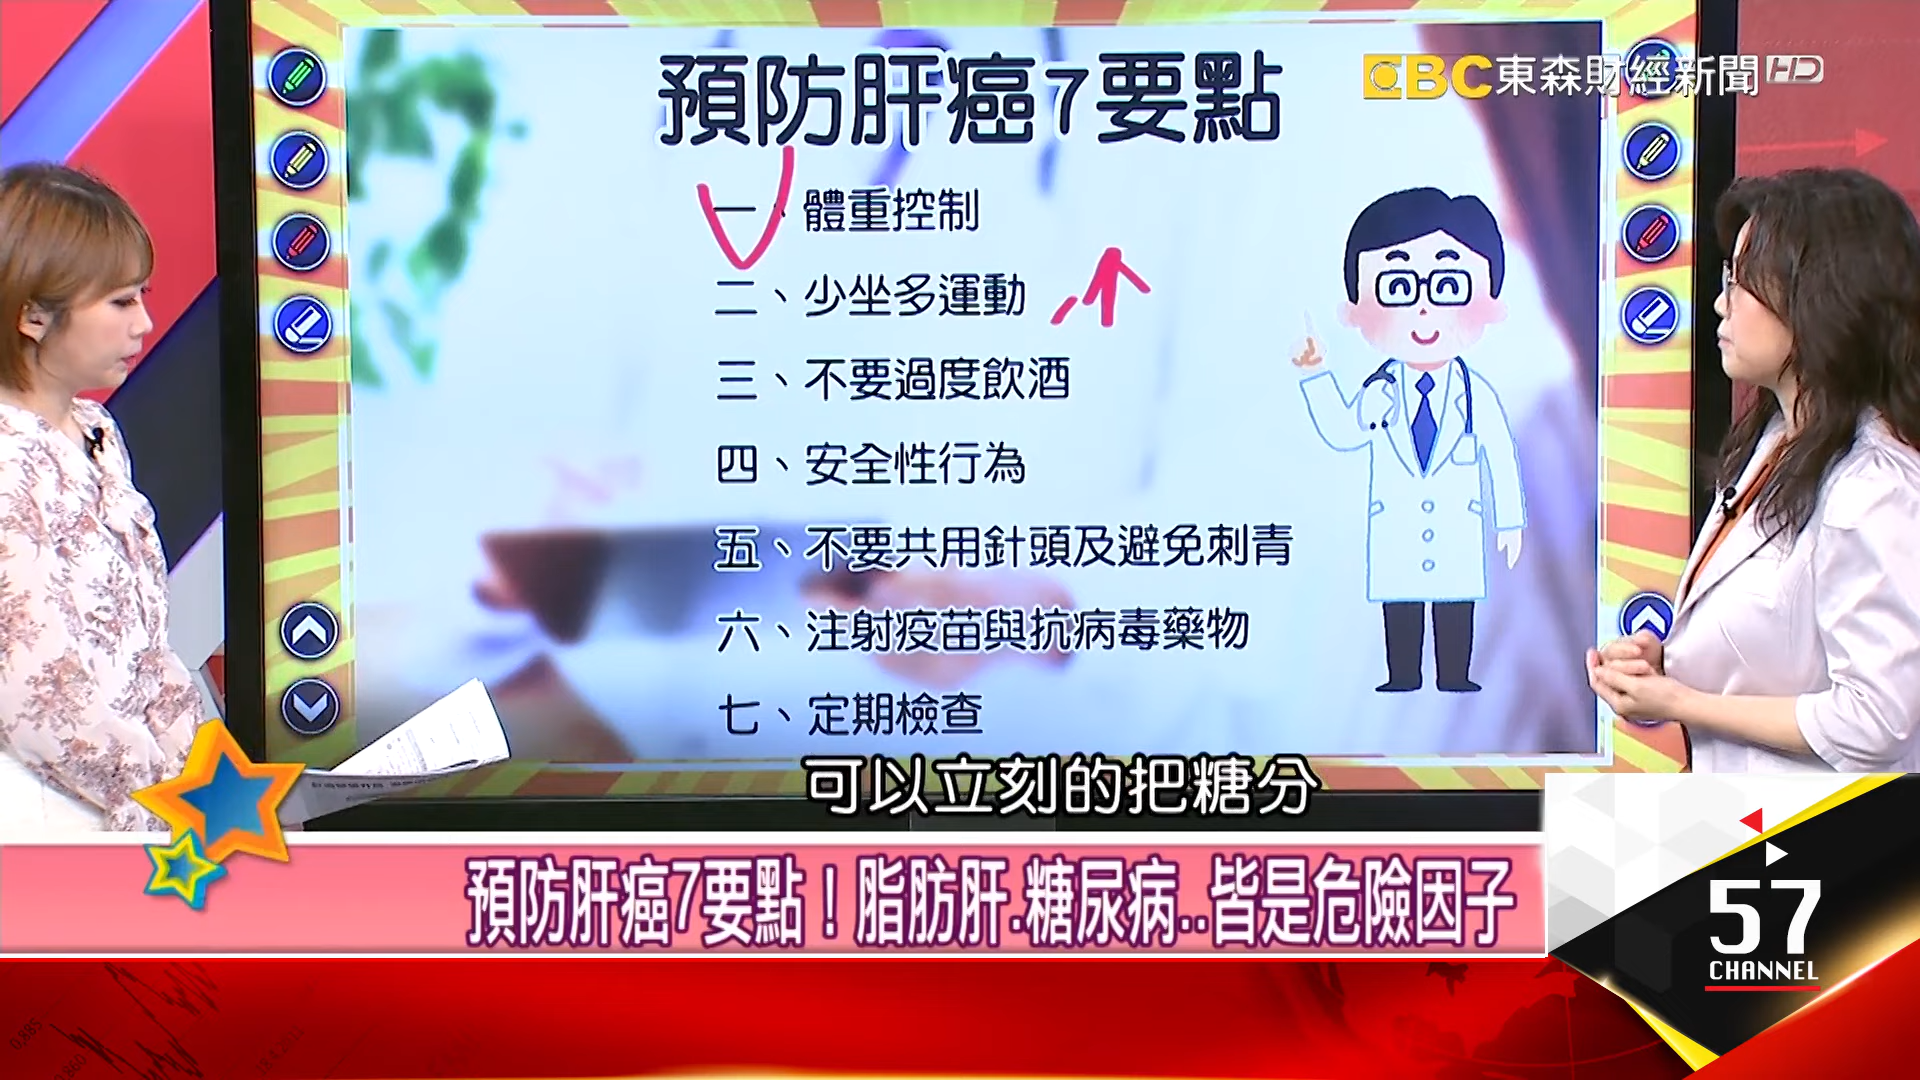 預防肝癌7要點
EBC東森財經新聞HD
一、體重控制
二、少坐多運動
三、不要過度飲酒
四、安全性行為
五、不要共用針頭及避免刺青
六、注射疫苗與抗病毒藥物
七、定期檢查
可以立刻的把糖分
預防肝癌7要點！脂肪肝.糖尿病..皆是危險因子
57
CHANNEL